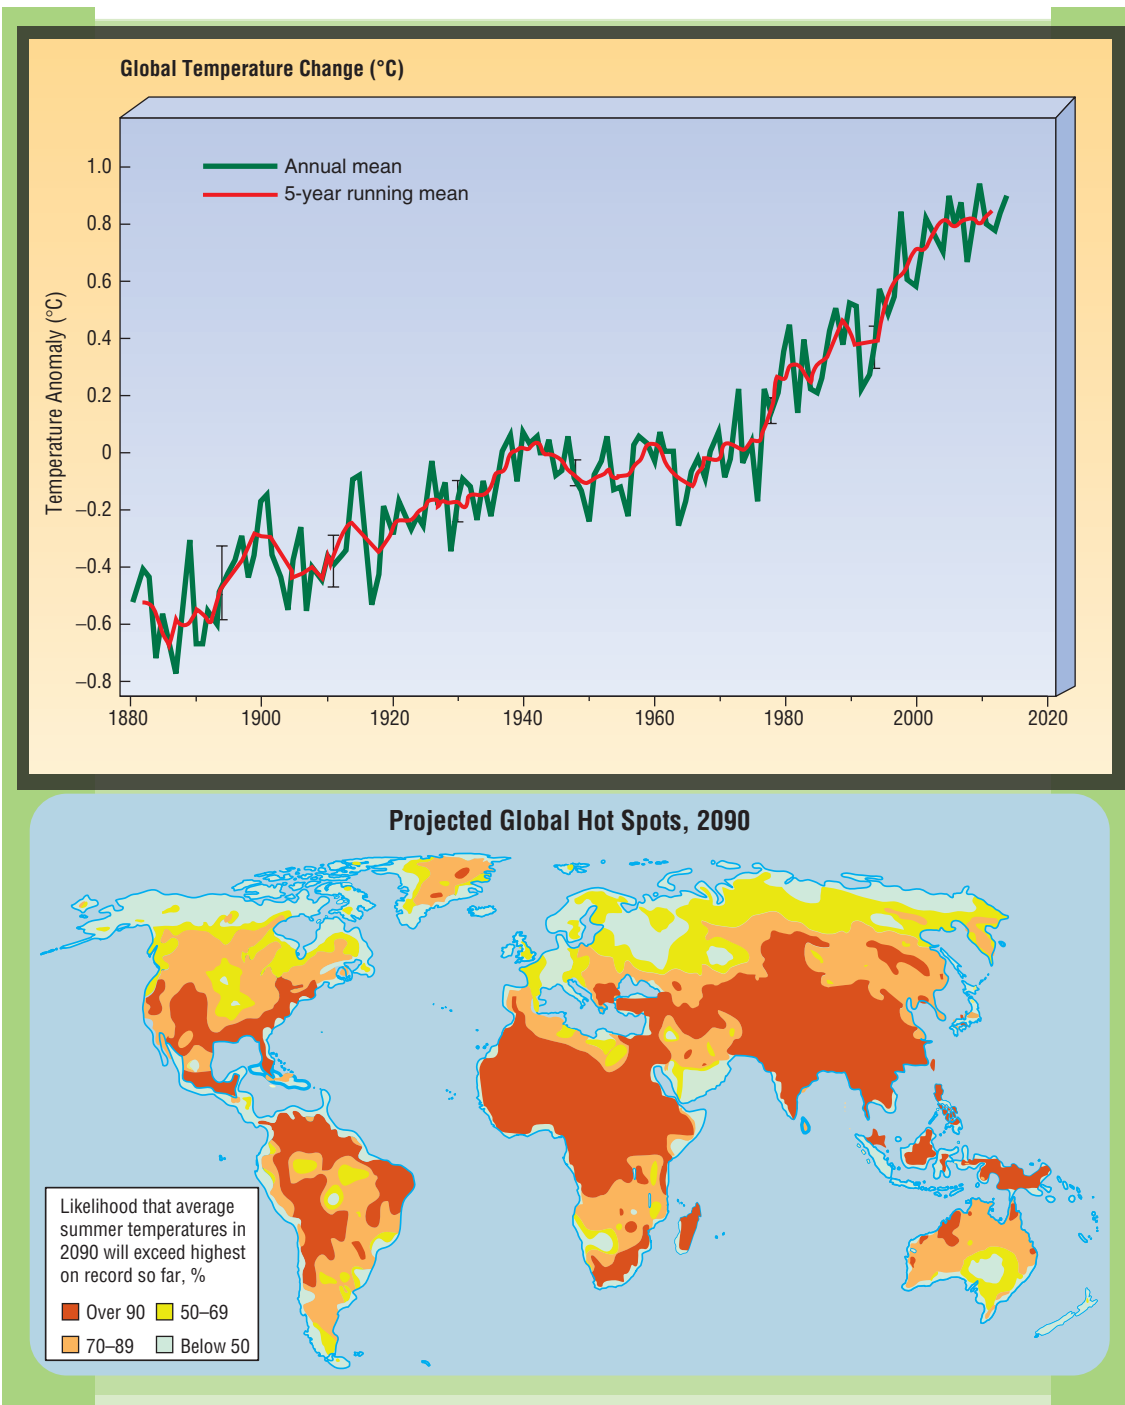 Global Temperature Change (°C)
Annual mean
5-year running mean
Temperature Anomaly (°C)
1.0
0.8
0.6
0.4
0.2
0
–0.2
–0.4
–0.6
–0.8
1880 1900 1920 1940 1960 1980 2000 2020
Projected Global Hot Spots, 2090
Likelihood that average
summer temperatures in
2090 will exceed highest
on record so far, %
Over 90 50–69
70–89 Below 50